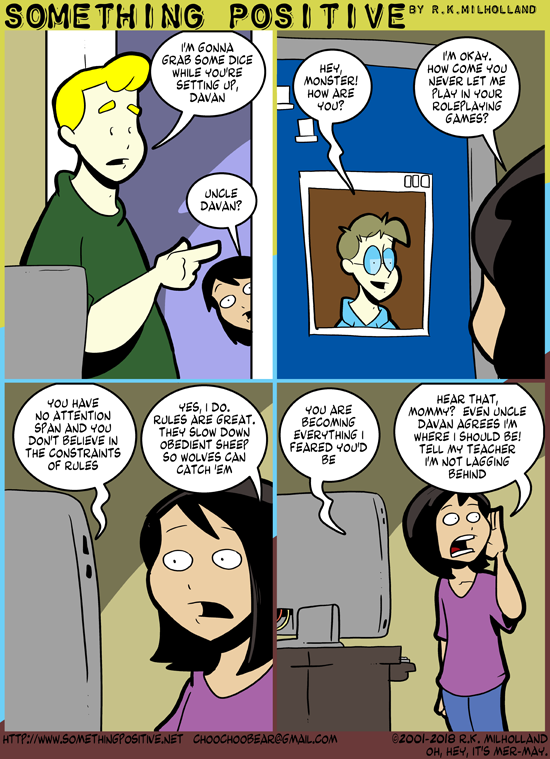 SOMETHING POSITIVE BY R.K.MILHOLLAND
I'M GONNA
GRAB SOME DICE
WHILE YOU'RE
SETTING UP,
DAVAN
UNCLE
DAVAN?
HEY,
MONSTER!
HOW ARE
YOU?
I'M OKAY.
HOW COME YOU
NEVER LET ME
PLAY IN YOUR
ROLEPLAYING
GAMES?
YOU HAVE
NO ATTENTION
SPAN AND YOU
DON'T BELIEVE IN
THE CONSTRAINTS
OF RULES
YES, I DO.
RULES ARE GREAT.
THEY SLOW DOWN
OBEDIENT SHEEP
SO WOLVES CAN
CATCH 'EM
YOU ARE
BECOMING
EVERYTHING I
FEARED YOU'D
BE
HEAR THAT,
MOMMY? EVEN UNCLE
DAVAN AGREES I'M
WHERE I SHOULD BE!
TELL MY TEACHER
I'M NOT LAGGING
BEHIND
HTTP://WWW.SOMETHINGPOSITIVE.NET CHOOCHOOBEAR@GMAIL.COM
©2001-2018 R.K. MILHOLLAND
OH, HEY, IT'S MER-MAY.